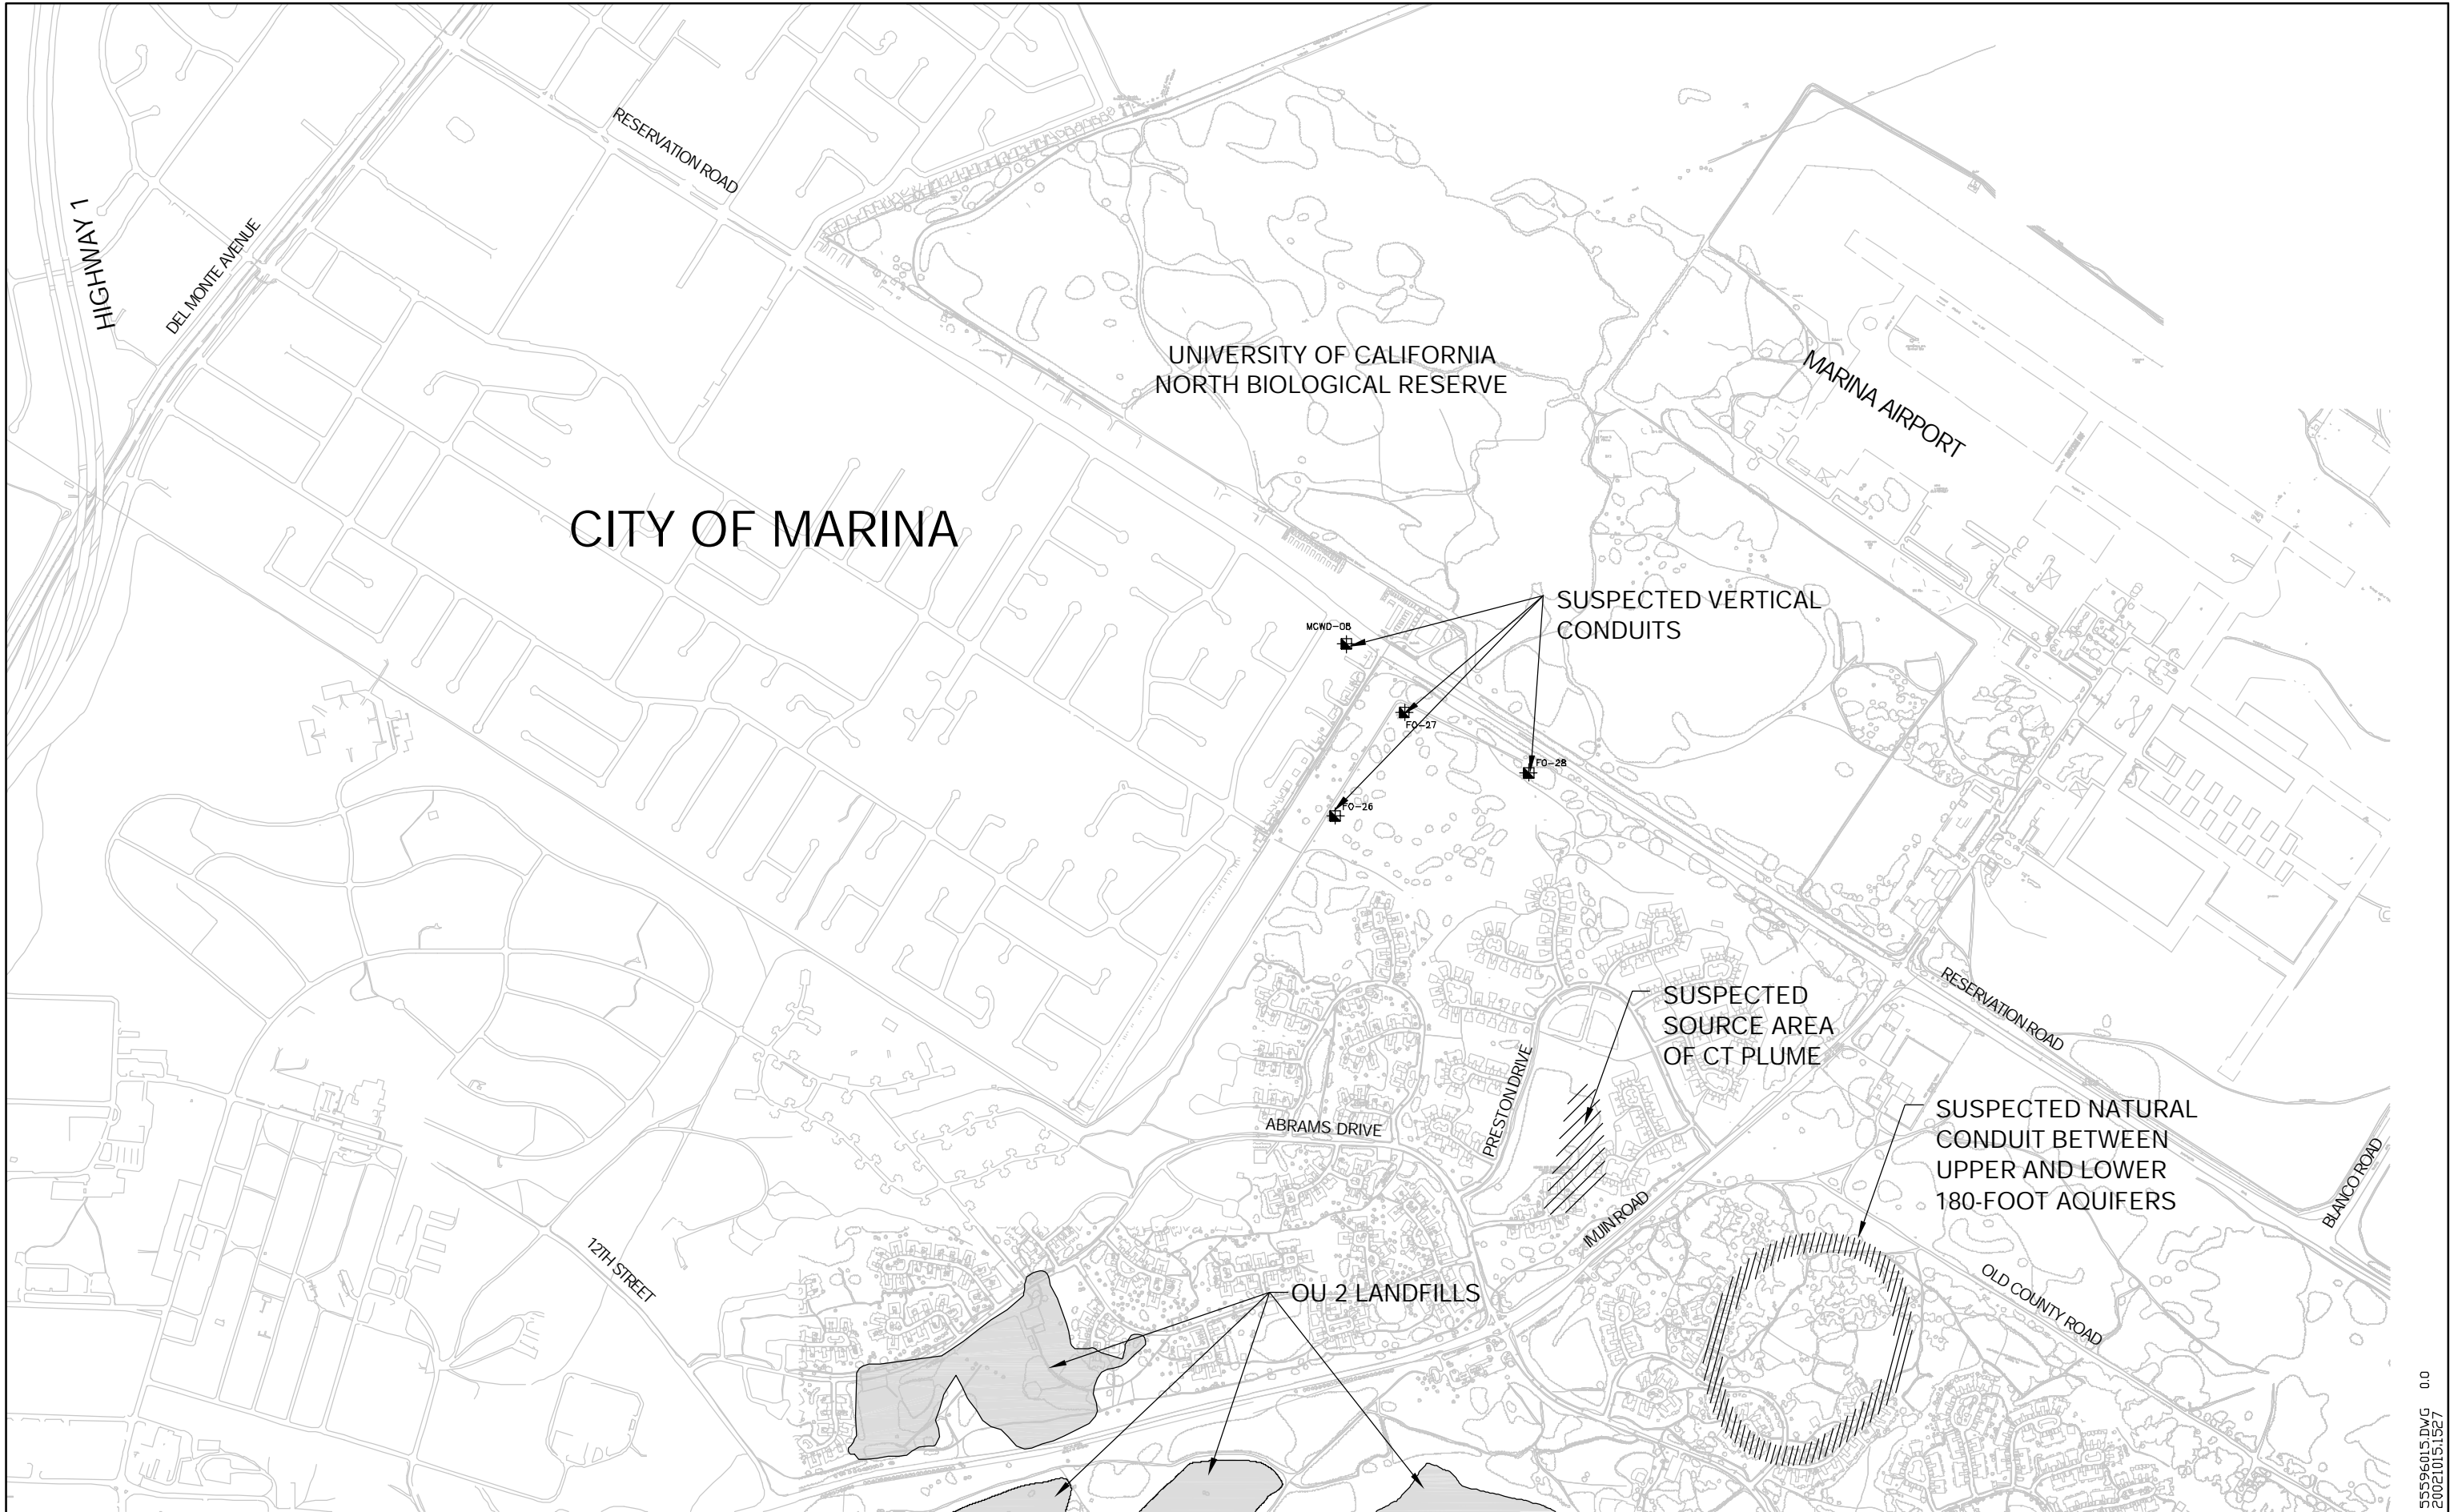 RESERVATION ROAD
HIGHWAY 1
DEL MONTE AVENUE
UNIVERSITY OF CALIFORNIA
NORTH BIOLOGICAL RESERVE
MARINA AIRPORT
CITY OF MARINA
SUSPECTED VERTICAL
CONDUITS
MCWD-08
FO-27
FO-28
FO-26
SUSPECTED
SOURCE AREA
OF CT PLUME
RESERVATION ROAD
PRESTON DRIVE
ABRAMS DRIVE
SUSPECTED NATURAL
CONDUIT BETWEEN
UPPER AND LOWER
180-FOOT AQUIFERS
BLANCO ROAD
IMJIN ROAD
12TH STREET
OU 2 LANDFILLS
OLD COUNTY ROAD
55596015.DWG 0.0
20021015.1527